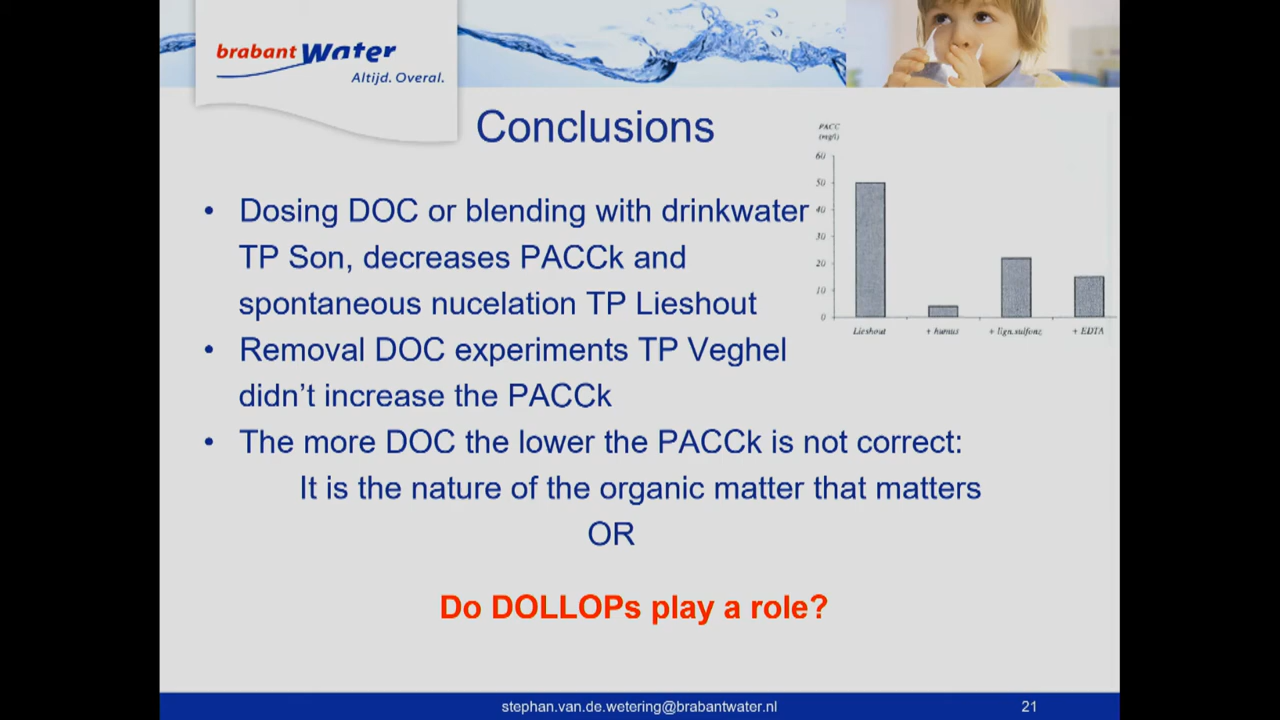 brabant Water
Altijd. Overal.
Conclusions
• Dosing DOC or blending with drinkwater
TP Son, decreases PACCk and
spontaneous nucelation TP Lieshout
• Removal DOC experiments TP Veghel
didn't increase the PACCk
• The more DOC the lower the PACCk is not correct:
It is the nature of the organic matter that matters
OR
Do DOLLOPs play a role?
PACC
(mg/l)
60
50
40
30
20
10
0
Lieshout + humus + lign.sulfonz + EDTA
stephan.van.de.wetering@brabantwater.nl 21